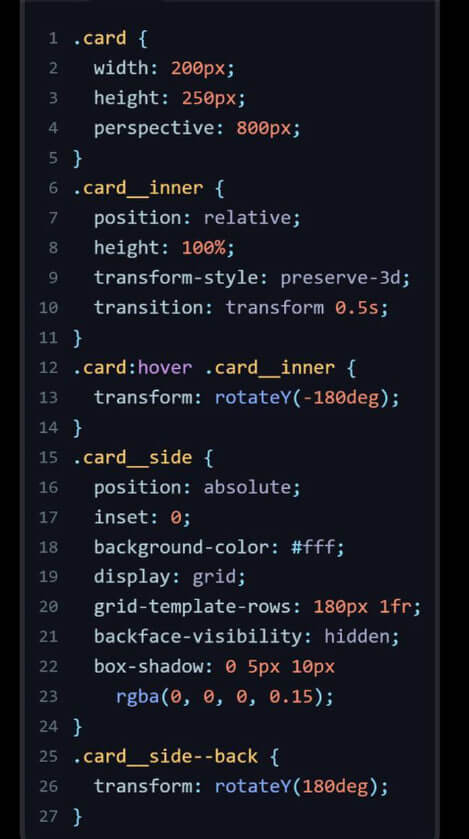 1 .card {
2   width: 200px;
3   height: 250px;
4   perspective: 800px;
5 }
6 .card__inner {
7   position: relative;
8   height: 100%;
9   transform-style: preserve-3d;
10   transition: transform 0.5s;
11 }
12 .card:hover .card__inner {
13   transform: rotateY(-180deg);
14 }
15 .card__side {
16   position: absolute;
17   inset: 0;
18   background-color: #fff;
19   display: grid;
20   grid-template-rows: 180px 1fr;
21   backface-visibility: hidden;
22   box-shadow: 0 5px 10px
23     rgba(0, 0, 0, 0.15);
24 }
25 .card__side--back {
26   transform: rotateY(180deg);
27 }